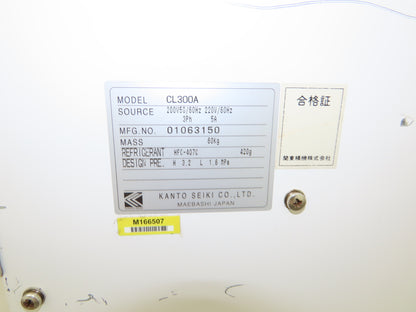 MODEL CL300A
SOURCE 200V50/60Hz 220V/60Hz
3Ph 5A
MFG.NO. 01063150
MASS 60kg
REFRIGERANT HFC-407C 420g
DESIGN PRE. H 3.2 L 1.6 MPa
KANTO SEIKI CO.,LTD.
MAEBASHI JAPAN
M166507
合格証
関東精機株式会社